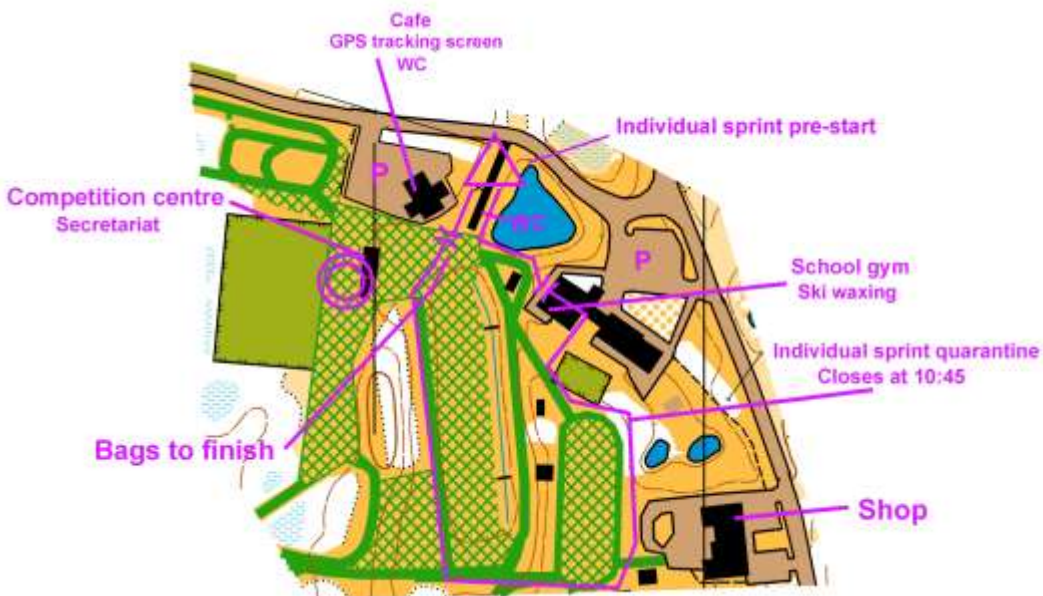 Cafe
GPS tracking screen
WC
Individual sprint pre-start
P
Competition centre
Secretariat
WC
P
School gym
Ski waxing
Individual sprint quarantine
Closes at 10:45
Bags to finish
Shop